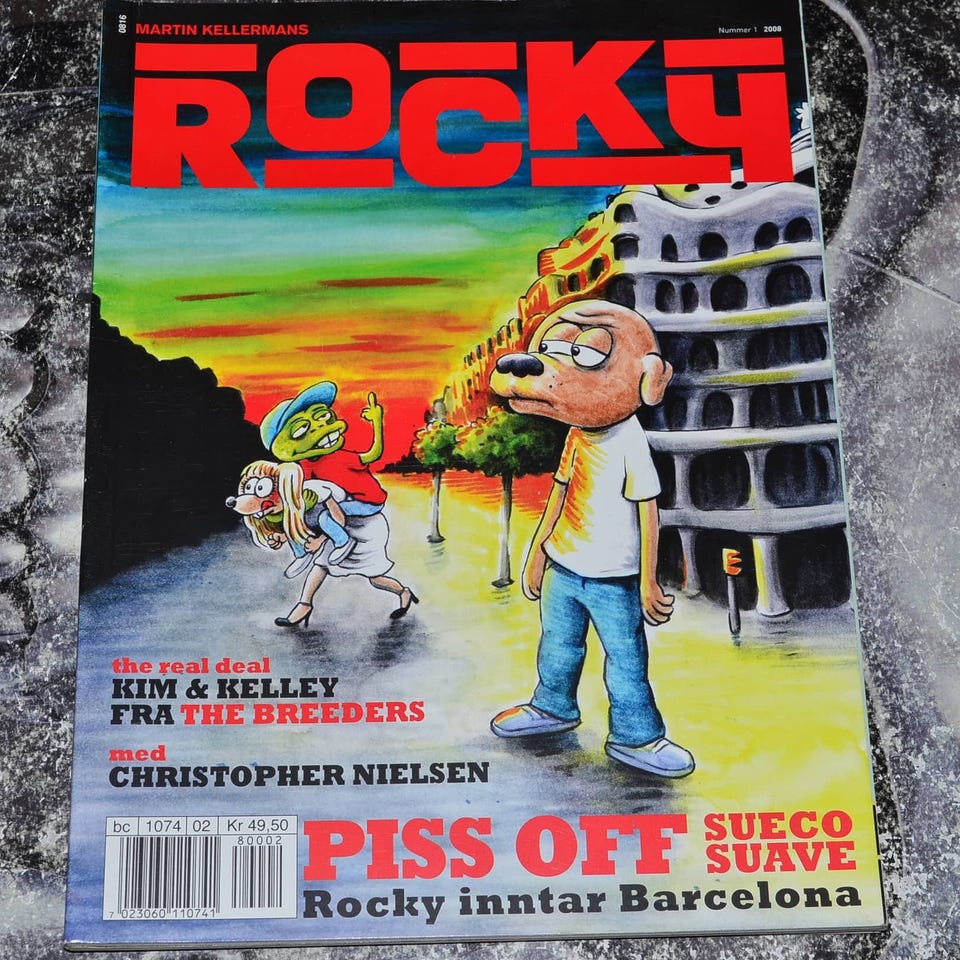 0816
MARTIN KELLERMANS
Nummer 1 2008
ROCKY
E
the real deal
KIM & KELLEY
FRA THE BREEDERS
med
CHRISTOPHER NIELSEN
bc 1074 02 Kr 49,50
80002
7 023060 110741
PISS OFF
SUECO
SUAVE
Rocky inntar Barcelona